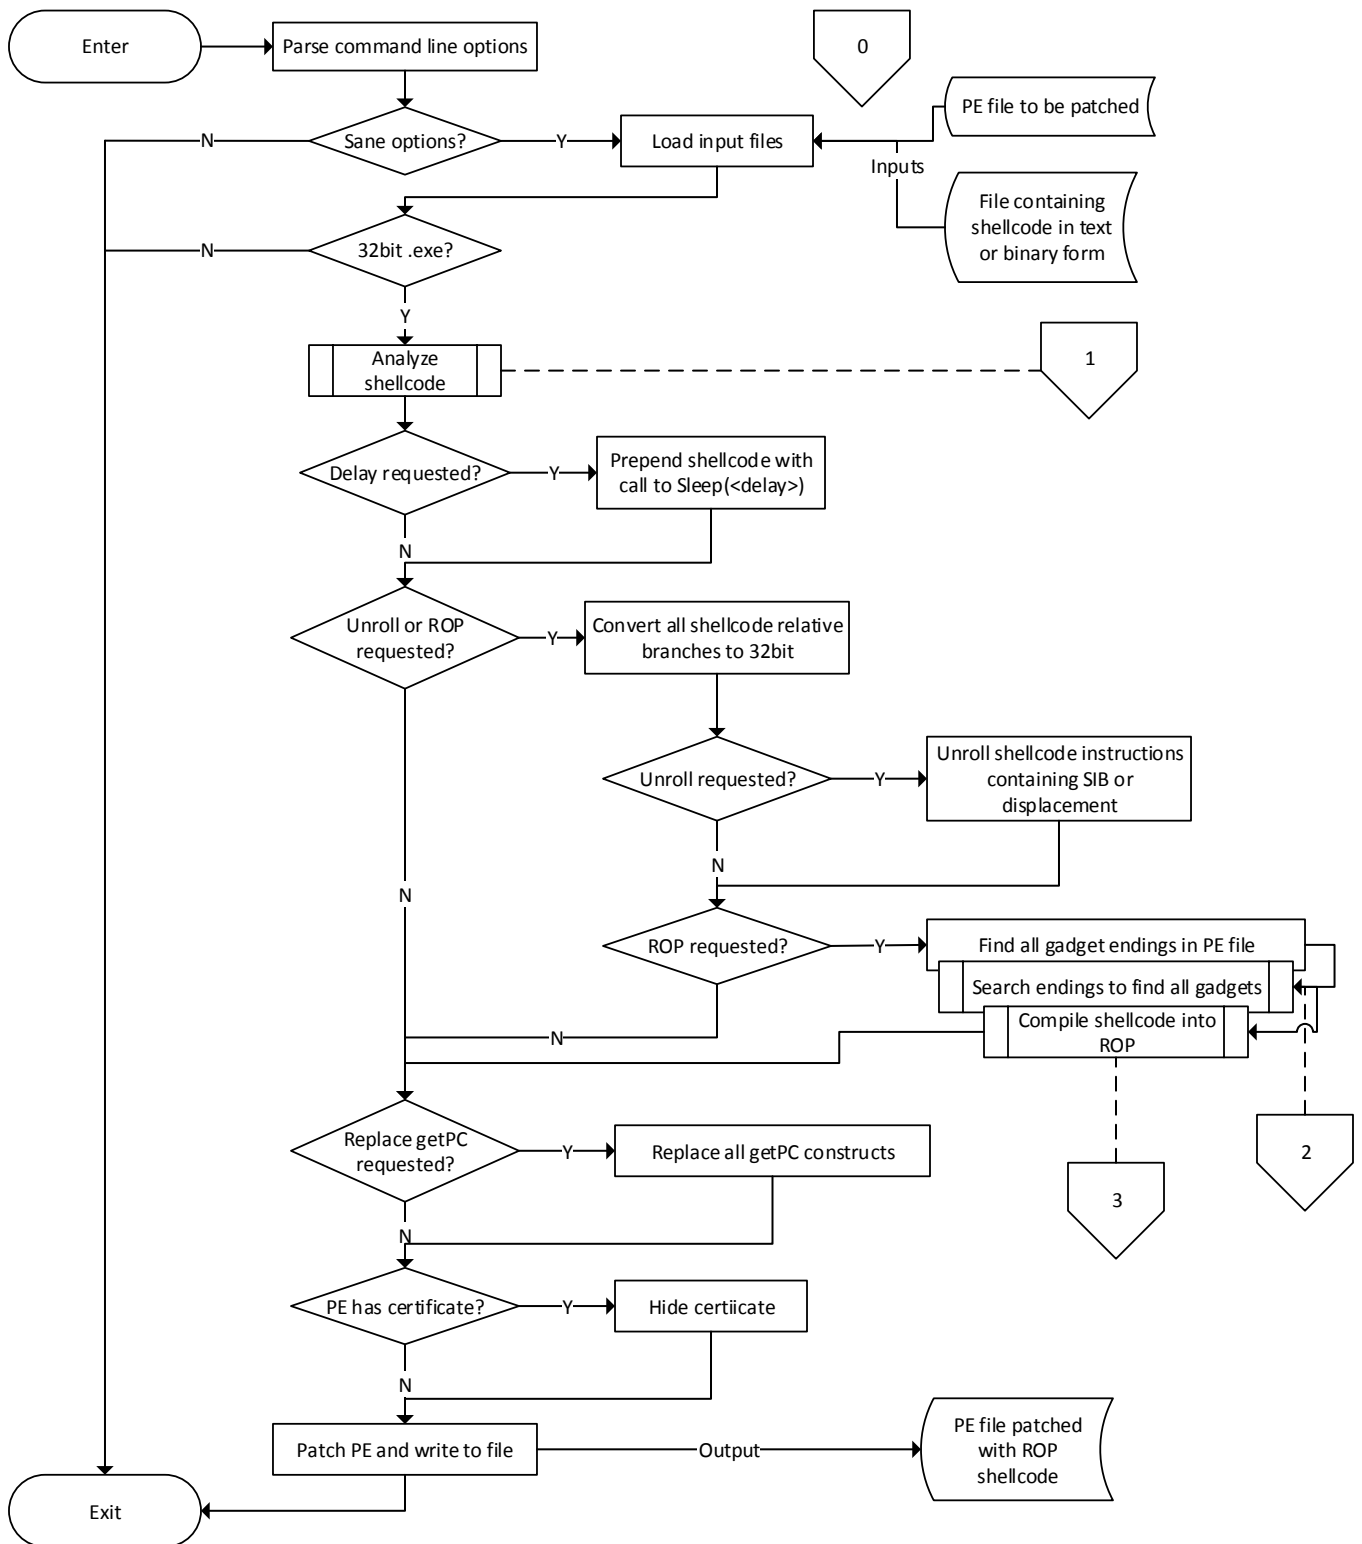 Enter
Parse command line options
0
PE file to be patched
N
Sane options?
Y
Load input files
Inputs
File containing
shellcode in text
or binary form
N
32bit .exe?
Y
Analyze
shellcode
1
Delay requested?
Y
Prepend shellcode with
call to Sleep(<delay>)
N
Unroll or ROP
requested?
Y
Convert all shellcode relative
branches to 32bit
Unroll requested?
Y
Unroll shellcode instructions
containing SIB or
displacement
N
N
ROP requested?
Y
Find all gadget endings in PE file
Search endings to find all gadgets
Compile shellcode into
ROP
N
Replace getPC
requested?
Y
Replace all getPC constructs
2
3
N
PE has certificate?
Y
Hide certiicate
N
Patch PE and write to file
Output
PE file patched
with ROP
shellcode
Exit